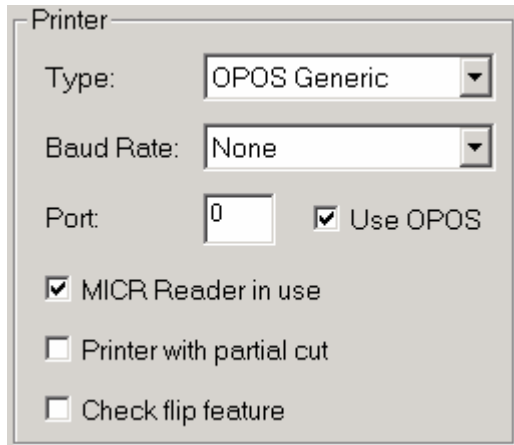 Printer
Type: OPOS Generic
Baud Rate: None
Port: 0 Use OPOS
MICR Reader in use
Printer with partial cut
Check flip feature